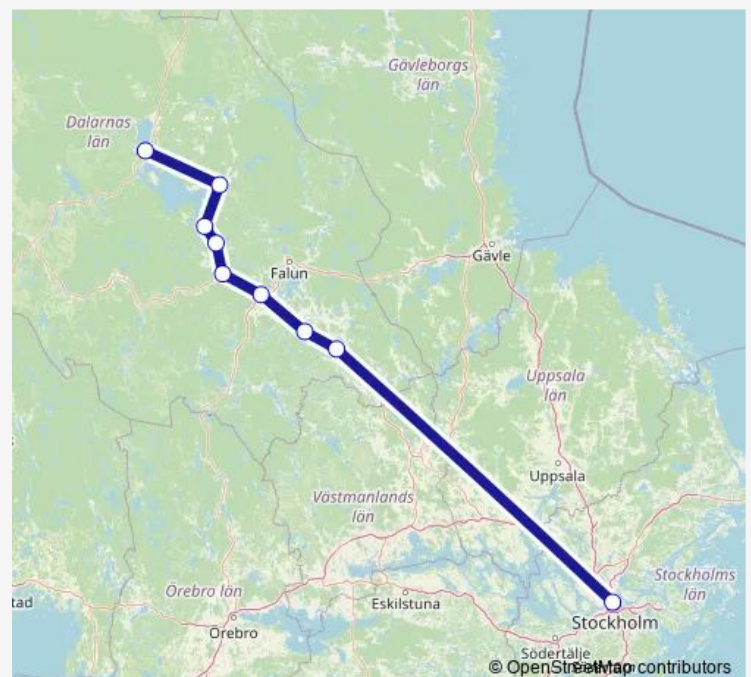 Gävleborgs
län
Dalarnas
län
Gävle
Falun
Uppsala
län
Uppsala
Västmanlands
län
Stockholms
län
Örebro län
tad
Eskilstuna
Örebro
Stockholm
Södertälje
© OpenStreetMap contributors